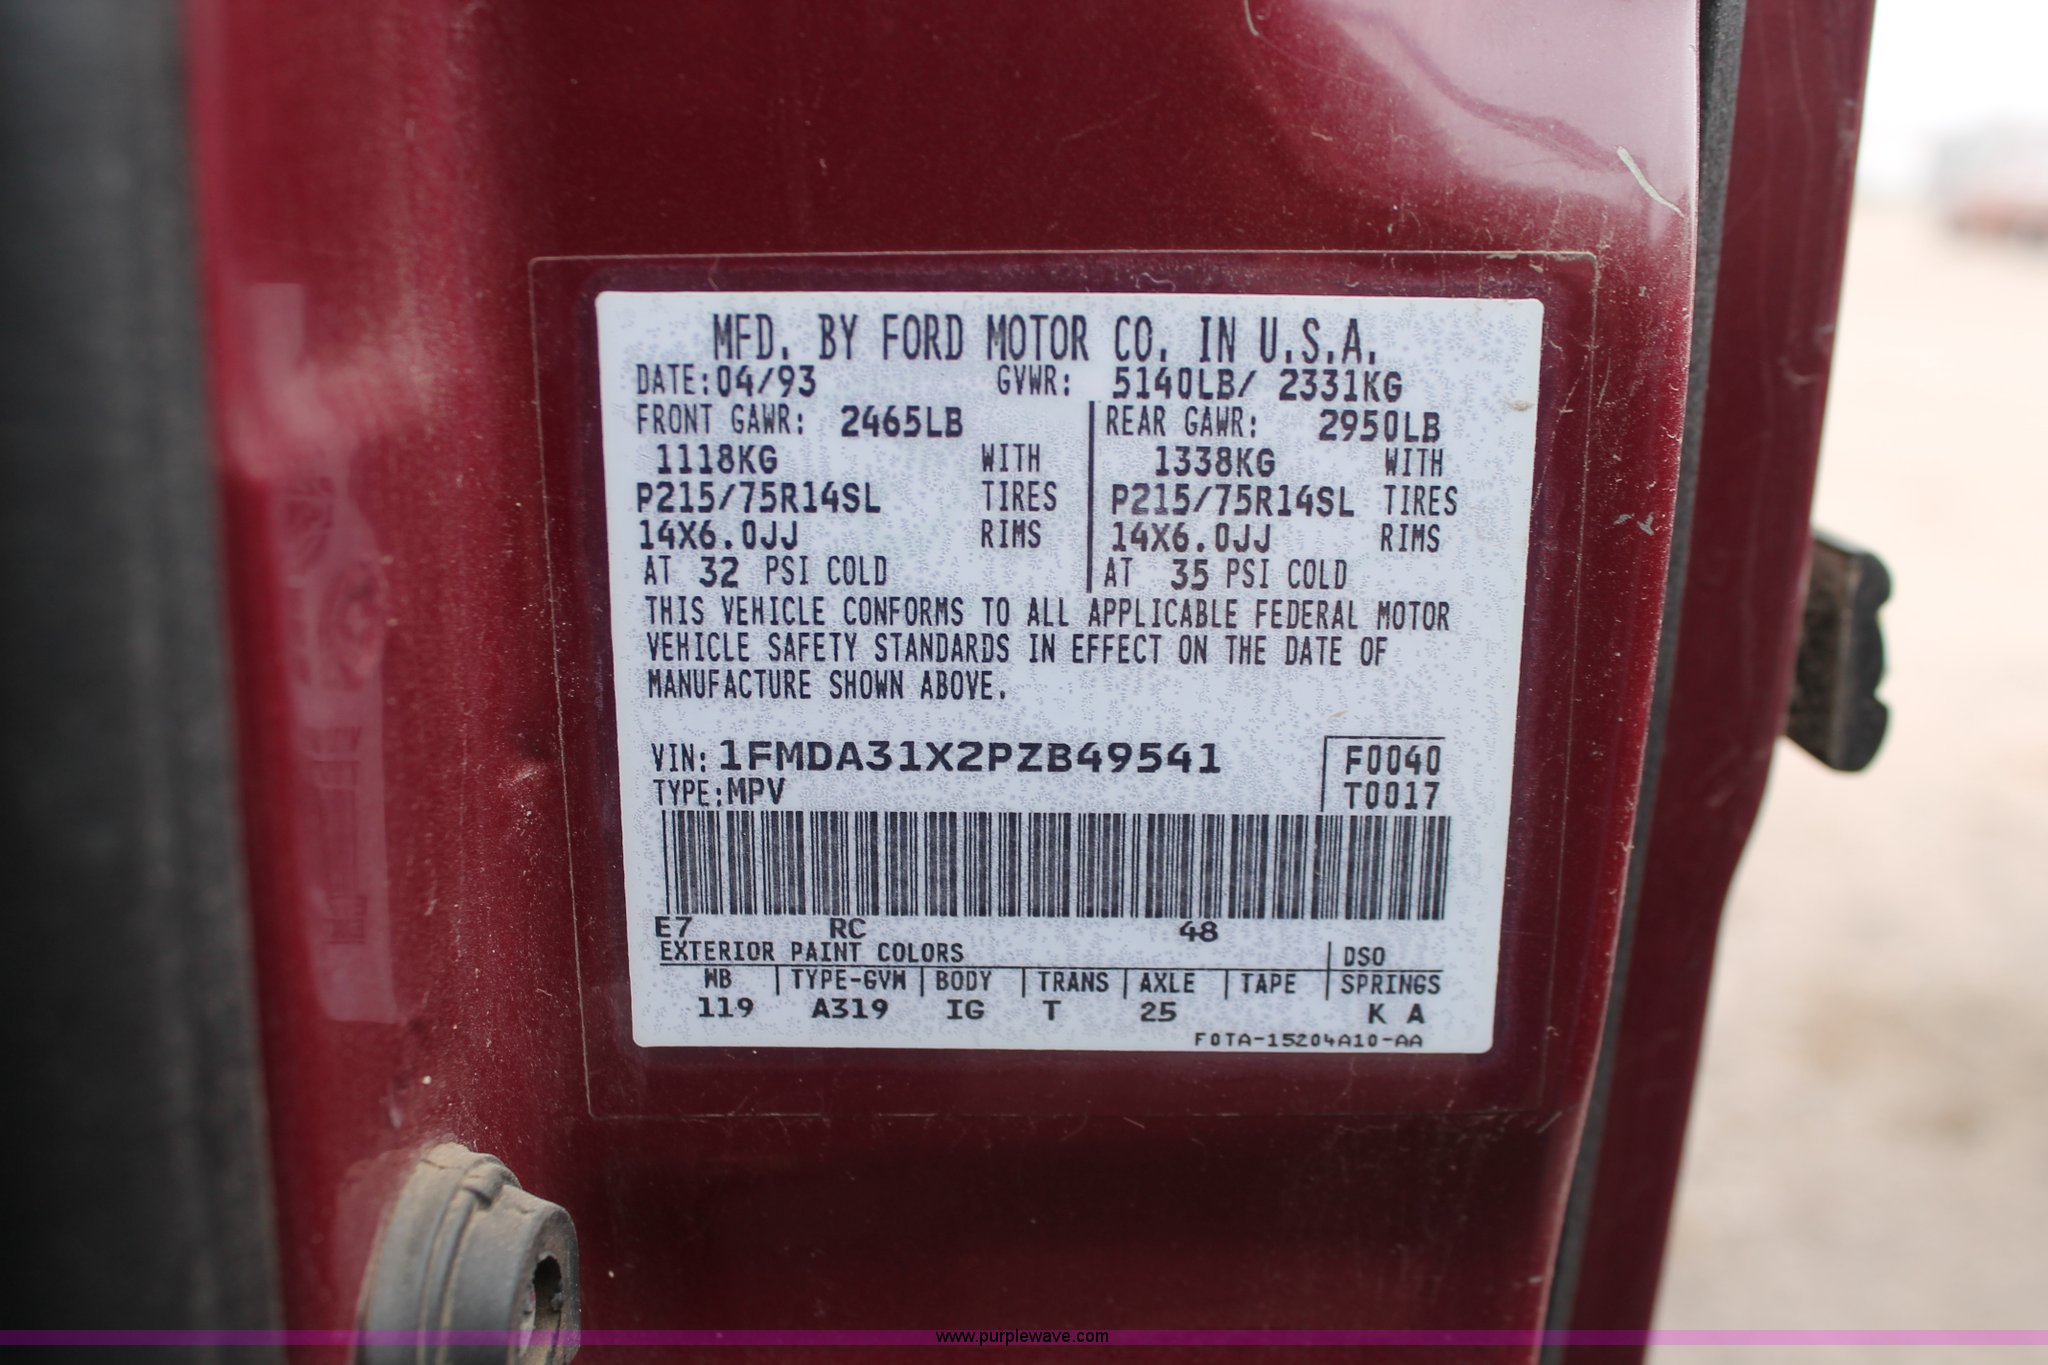 MFD. BY FORD MOTOR CO. IN U.S.A.
DATE: 04/93 GVWR: 5140LB/ 2331KG
FRONT GAWR: 2465LB REAR GAWR: 2950LB
1118KG WITH 1338KG WITH
P215/75R14SL TIRES P215/75R14SL TIRES
14X6.0JJ RIMS 14X6.0JJ RIMS
AT 32 PSI COLD AT 35 PSI COLD
THIS VEHICLE CONFORMS TO ALL APPLICABLE FEDERAL MOTOR
VEHICLE SAFETY STANDARDS IN EFFECT ON THE DATE OF
MANUFACTURE SHOWN ABOVE.
VIN: 1FMDA31X2PZB49541 F0040
TYPE: MPV T0017
E7 RC 48
EXTERIOR PAINT COLORS DSO
WB TYPE-GVW BODY TRANS AXLE TAPE SPRINGS
119 A319 IG T 25 K A
F0TA-15204A10-AA
www.purplewave.com